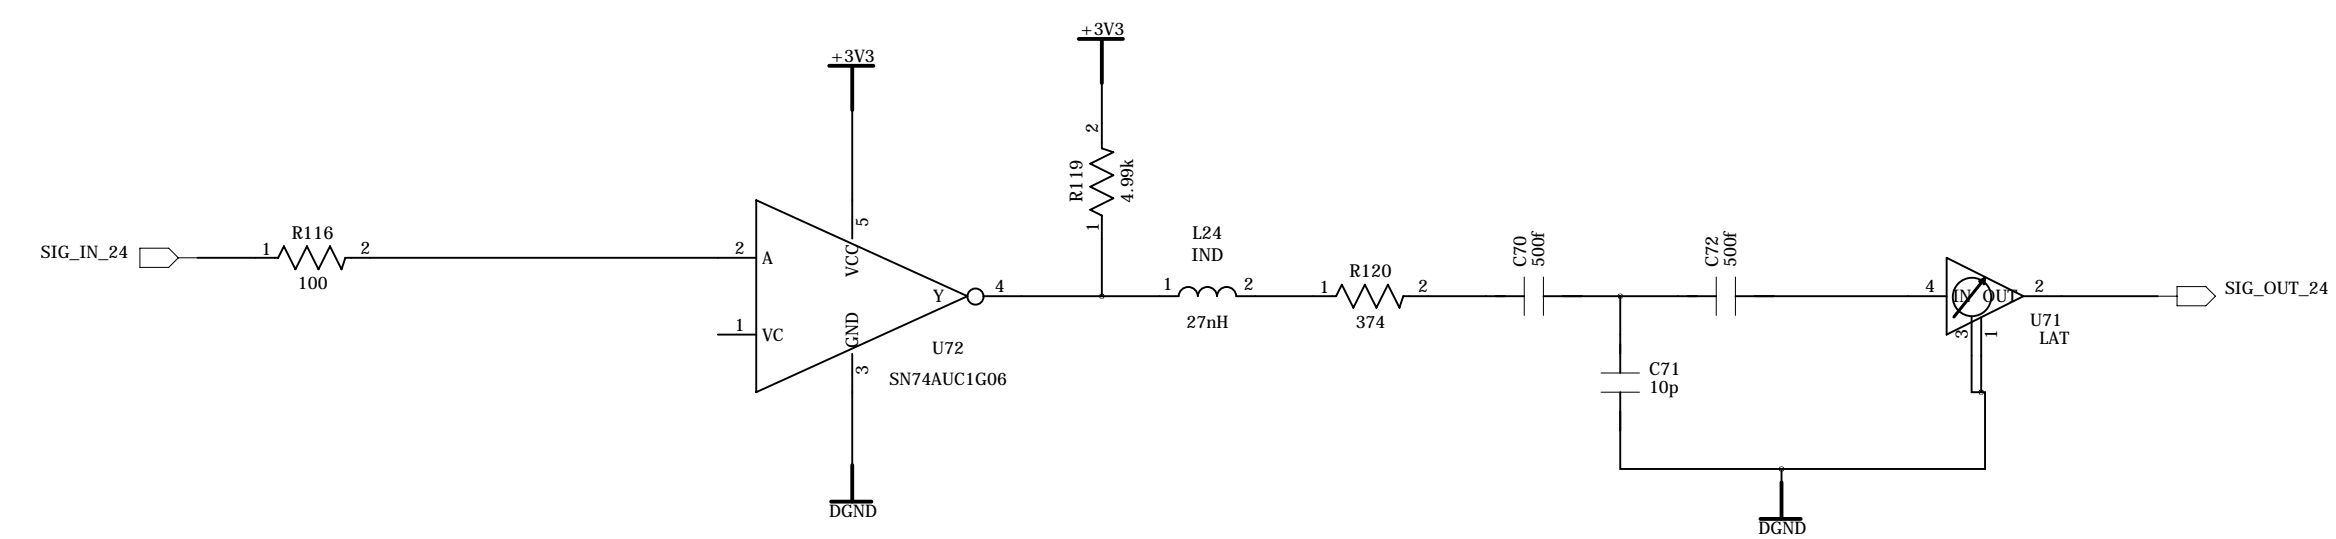 +3V3
+3V3
2
R119
4.99k
1
SIG_IN_24
1
R116
2
100
2
A
5
VCC
1
VC
GND
3
Y
4
U72
SN74AUC1G06
DGND
L24
IND
1
2
27nH
R120
1
2
374
C70
500f
C72
500f
C71
10p
4
IN
OUT
2
3
1
U71
LAT
SIG_OUT_24
DGND